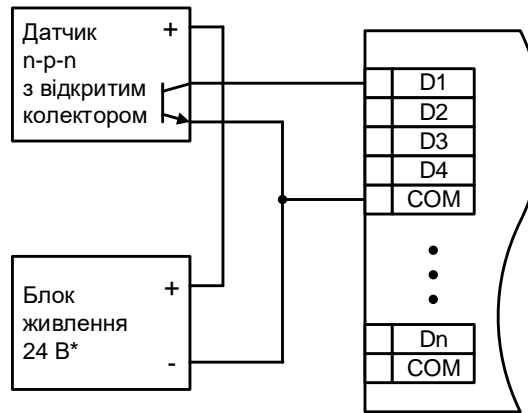 Датчик
n-p-n
з відкритим
колектором
+
Блок
живлення
24 В*
+
-
D1
D2
D3
D4
COM
Dn
COM